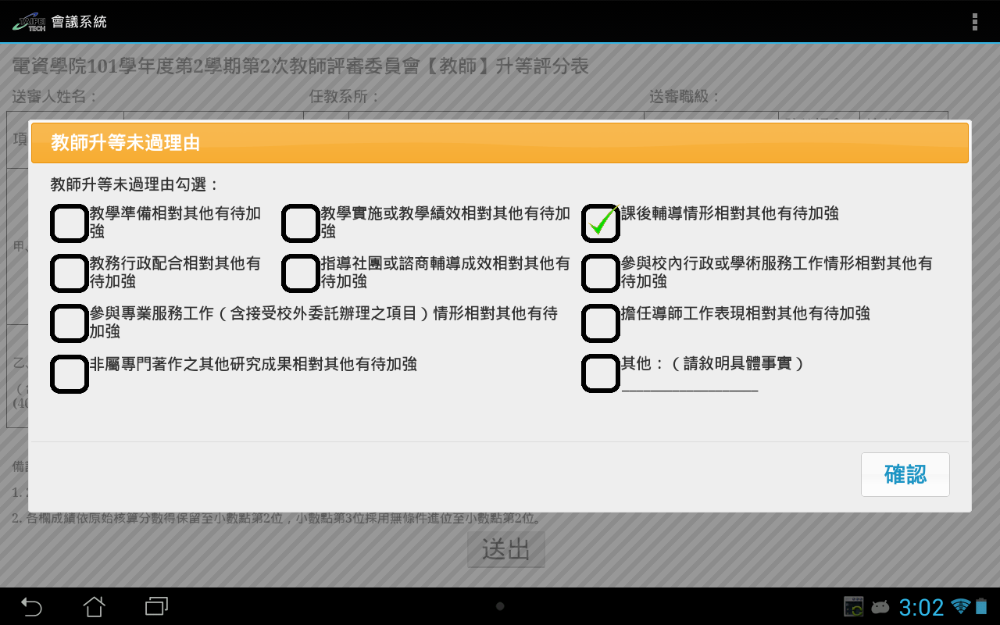 TAIPEI TECH 會議系統
電資學院101學年度第2學期第2次教師評審委員會【教師】升等評分表
送審人姓名： 任教系所： 送審職級：
項
教師升等未過理由
教師升等未過理由勾選：
教學準備相對其他有待加
強
教學實施或教學績效相對其他有待加
強
課後輔導情形相對其他有待加強
甲、
教務行政配合相對其他有
待加強
指導社團或諮商輔導成效相對其他有
待加強
參與校內行政或學術服務工作情形相對其他有
待加強
參與專業服務工作（含接受校外委託辦理之項目）情形相對其他有待
加強
擔任導師工作表現相對其他有待加強
乙、
非屬專門著作之其他研究成果相對其他有待加強
其他：（請敘明具體事實）
___________________
(40
確認
備註
1. 
2. 各欄成績依原始核算分數得保留至小數點第2位，小數點第3位採用無條件進位至小數點第2位。
送出
3:02